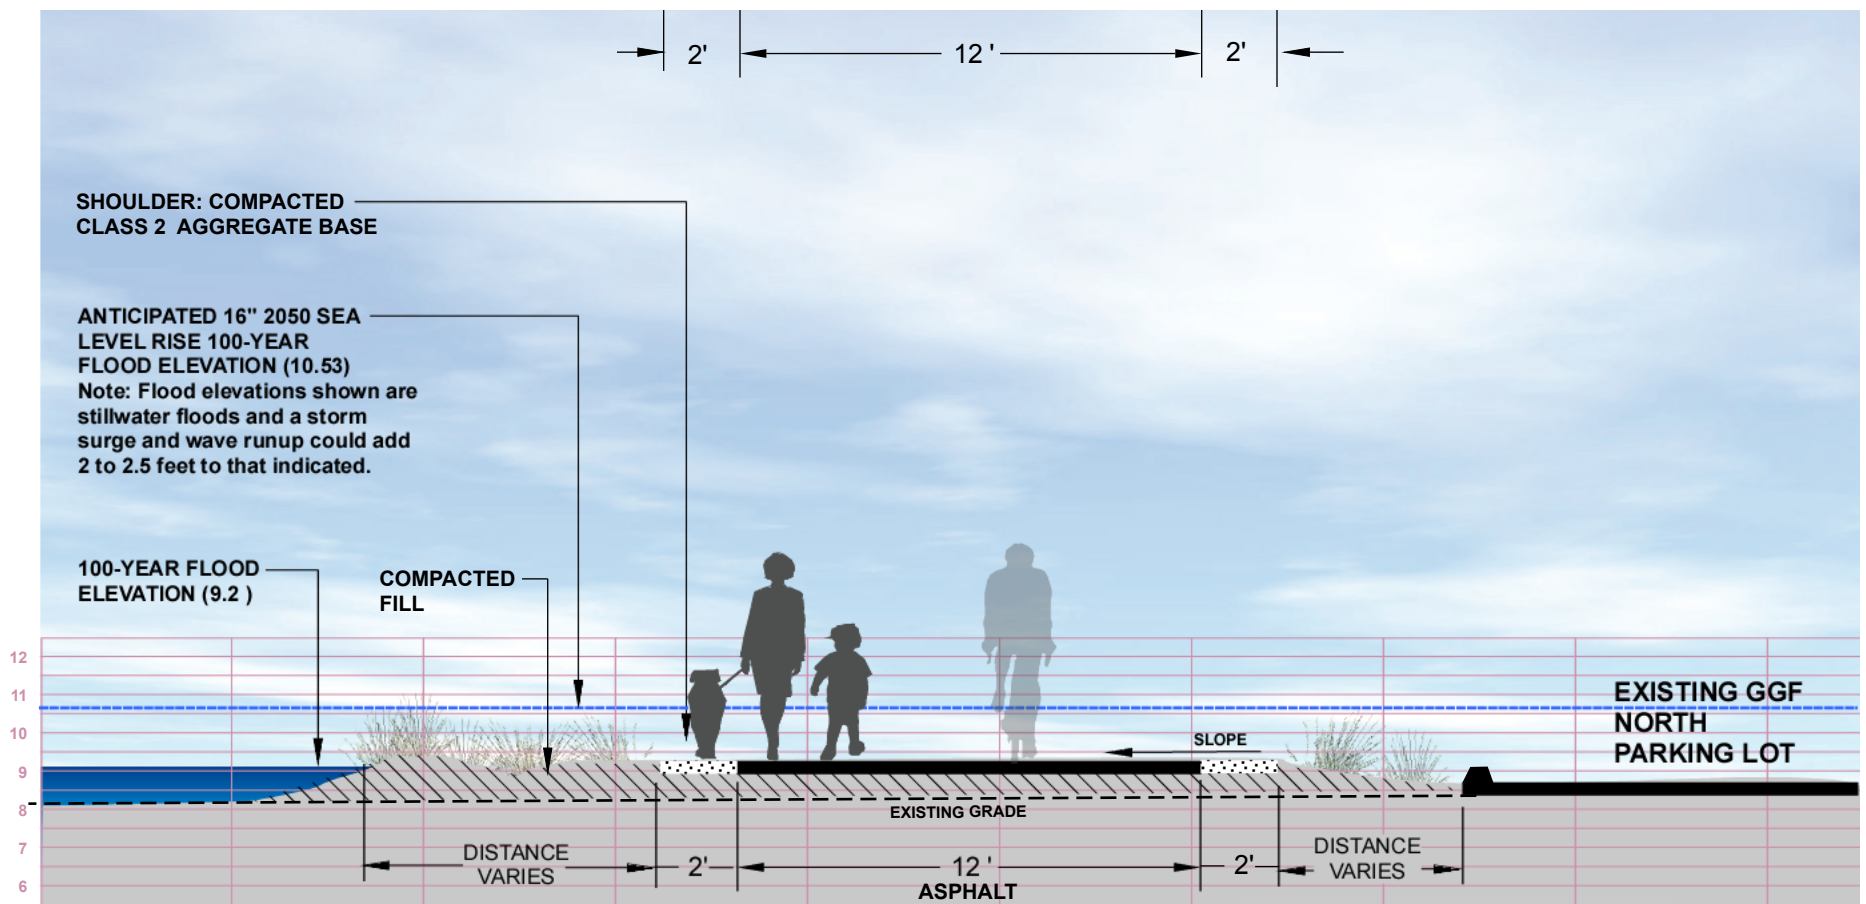 2'
12 '
2'
SHOULDER: COMPACTED
CLASS 2 AGGREGATE BASE
ANTICIPATED 16" 2050 SEA
LEVEL RISE 100-YEAR
FLOOD ELEVATION (10.53)
Note: Flood elevations shown are
stillwater floods and a storm
surge and wave runup could add
2 to 2.5 feet to that indicated.
100-YEAR FLOOD
ELEVATION (9.2 )
COMPACTED
FILL
12
11
10
9
8
7
6
SLOPE
EXISTING GGF
NORTH
PARKING LOT
EXISTING GRADE
DISTANCE
VARIES
2'
12 '
ASPHALT
2'
DISTANCE
VARIES